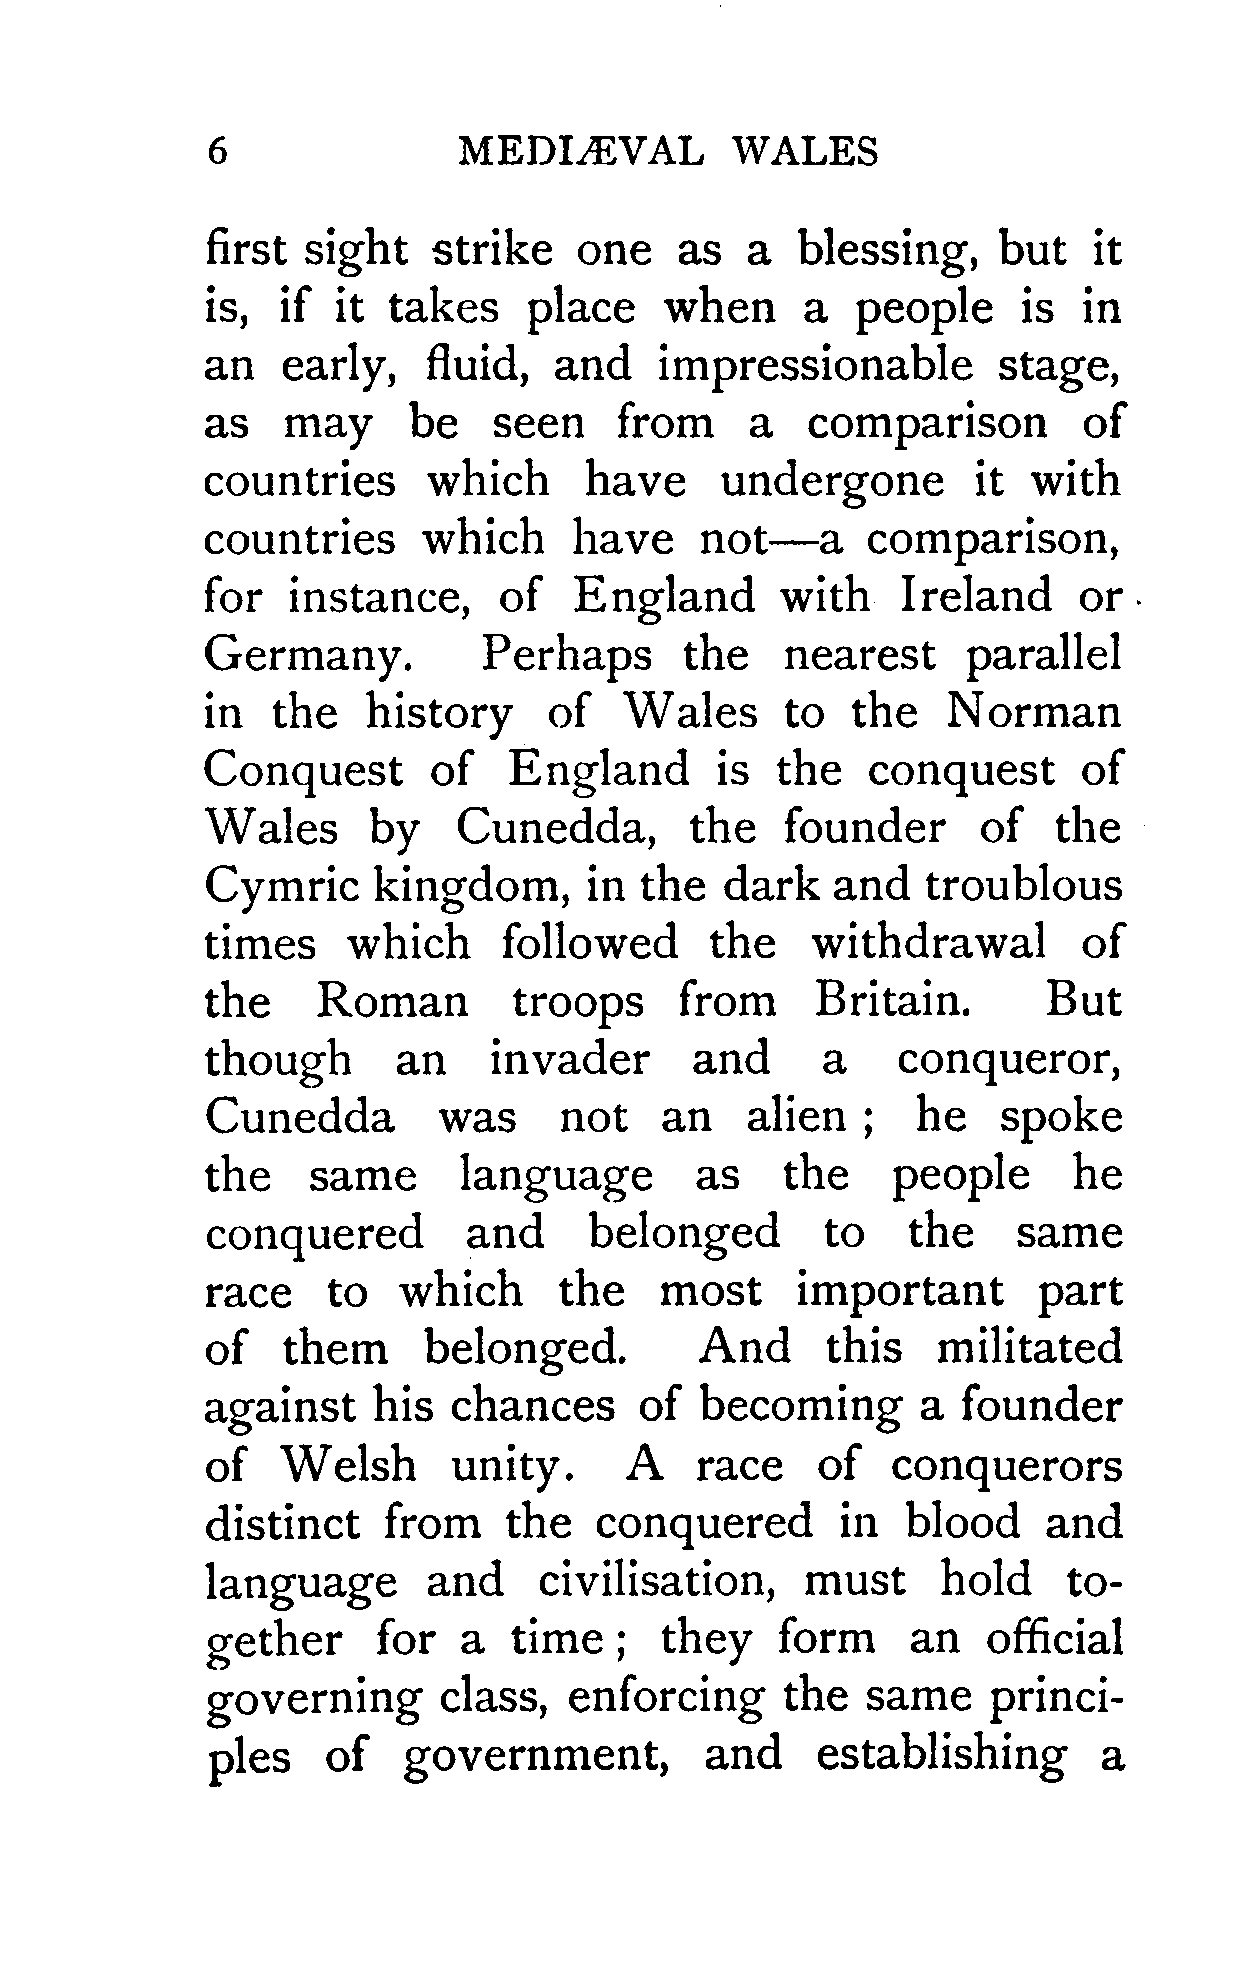 6 MEDIÆVAL WALES
first sight strike one as a blessing, but it
is, if it takes place when a people is in
an early, fluid, and impressionable stage,
as may be seen from a comparison of
countries which have undergone it with
countries which have not—a comparison,
for instance, of England with Ireland or
Germany. Perhaps the nearest parallel
in the history of Wales to the Norman
Conquest of England is the conquest of
Wales by Cunedda, the founder of the
Cymric kingdom, in the dark and troublous
times which followed the withdrawal of
the Roman troops from Britain. But
though an invader and a conqueror,
Cunedda was not an alien ; he spoke
the same language as the people he
conquered and belonged to the same
race to which the most important part
of them belonged. And this militated
against his chances of becoming a founder
of Welsh unity. A race of conquerors
distinct from the conquered in blood and
language and civilisation, must hold to-
gether for a time ; they form an official
governing class, enforcing the same princi-
ples of government, and establishing a